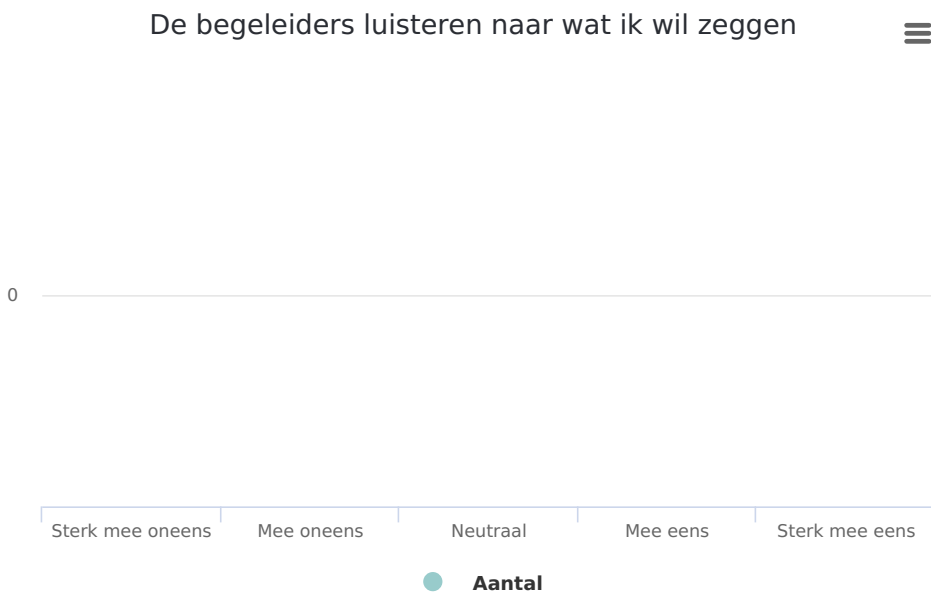 De begeleiders luisteren naar wat ik wil zeggen
0
Sterk mee oneens Mee oneens Neutraal Mee eens Sterk mee eens
Aantal